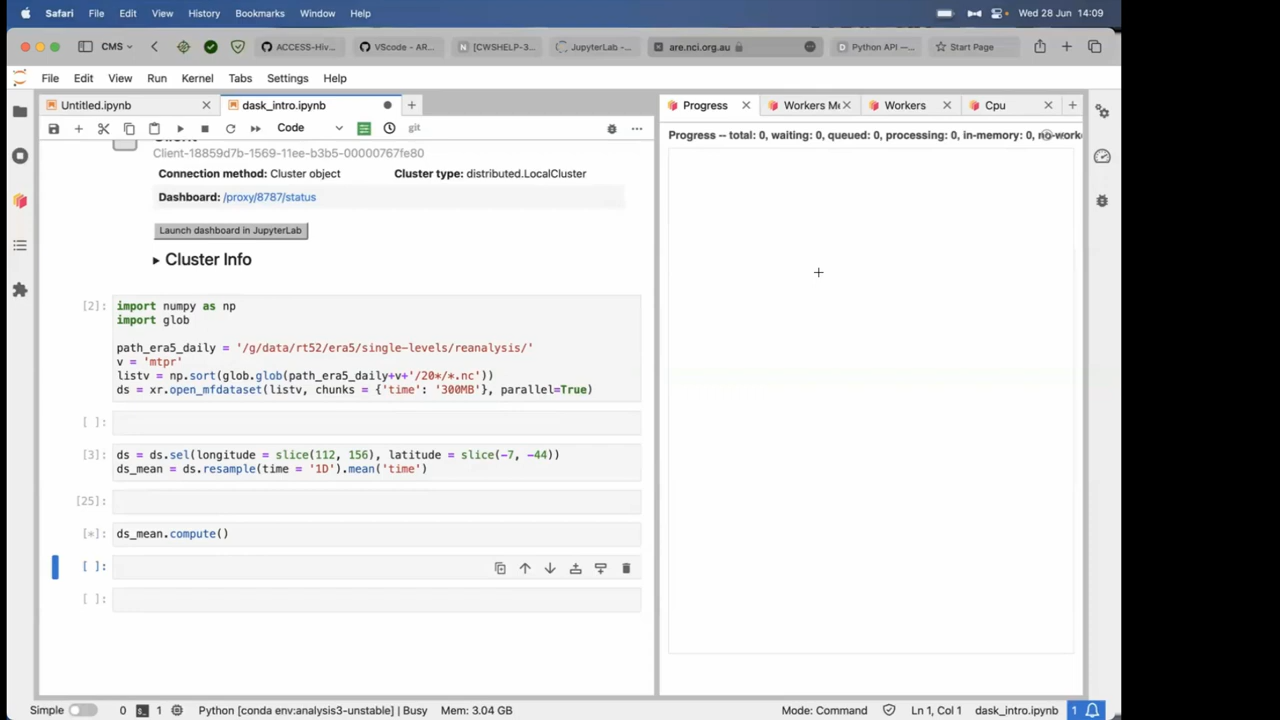 Safari File Edit View History Bookmarks Window Help Wed 28 Jun 14:09
CMS ACCESS-Hiv... VScode - AR... [CWSHELP-3... JupyterLab -... are.nci.org.au Python API —... Start Page
File Edit View Run Kernel Tabs Settings Help
Untitled.ipynb dask_intro.ipynb Progress Workers Me Workers Cpu
Code git
Progress -- total: 0, waiting: 0, queued: 0, processing: 0, in-memory: 0, no-work
Client-18859d7b-1569-11ee-b3b5-00000767fe80
Connection method: Cluster object Cluster type: distributed.LocalCluster
Dashboard: /proxy/8787/status
Launch dashboard in JupyterLab
Cluster Info
[2]: import numpy as np
import glob
path_era5_daily = '/g/data/rt52/era5/single-levels/reanalysis/'
v = 'mtpr'
listv = np.sort(glob.glob(path_era5_daily+v+'/20*/*.nc'))
ds = xr.open_mfdataset(listv, chunks = {'time': '300MB'}, parallel=True)
[ ]:
[3]: ds = ds.sel(longitude = slice(112, 156), latitude = slice(-7, -44))
ds_mean = ds.resample(time = '1D').mean('time')
[25]:
[*]: ds_mean.compute()
[ ]:
[ ]:
Simple 0 1 Python [conda env:analysis3-unstable] | Busy Mem: 3.04 GB Mode: Command Ln 1, Col 1 dask_intro.ipynb 1